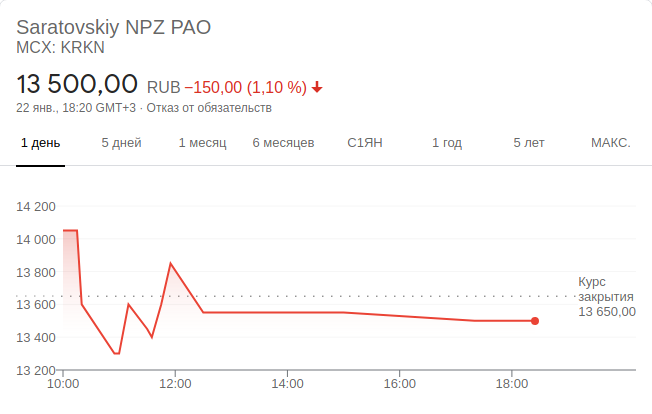 Saratovskiy NPZ PAO
MCX: KRKN
13 500,00 RUB −150,00 (1,10 %)
22 янв., 18:20 GMT+3 · Отказ от обязательств
1 день 5 дней 1 месяц 6 месяцев С1ЯН 1 год 5 лет МАКС.
14 200
14 000
13 800
13 600
13 400
13 200
Курс
закрытия
13 650,00
10:00 12:00 14:00 16:00 18:00